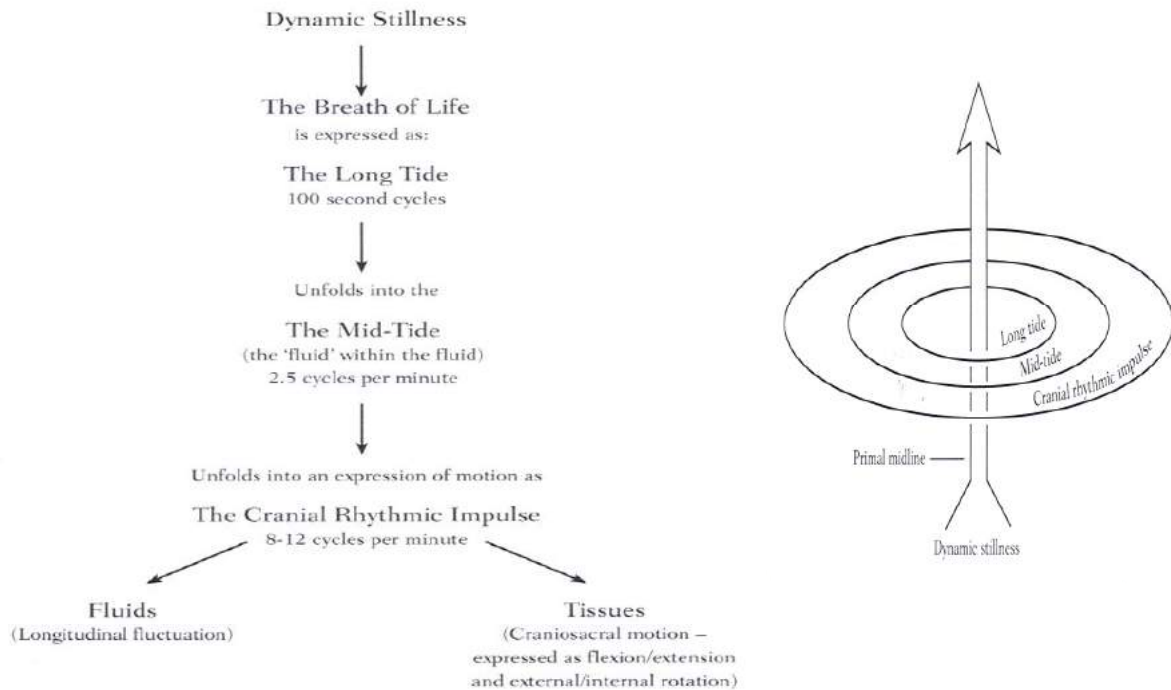 Dynamic Stillness
The Breath of Life
is expressed as:
The Long Tide
100 second cycles
Unfolds into the
The Mid-Tide
(the 'fluid' within the fluid)
2.5 cycles per minute
Unfolds into an expression of motion as
The Cranial Rhythmic Impulse
8-12 cycles per minute
Fluids
(Longitudinal fluctuation)
Tissues
(Craniosacral motion –
expressed as flexion/extension
and external/internal rotation)
Long tide
Mid-tide
Cranial rhythmic impulse
Primal midline
Dynamic stillness